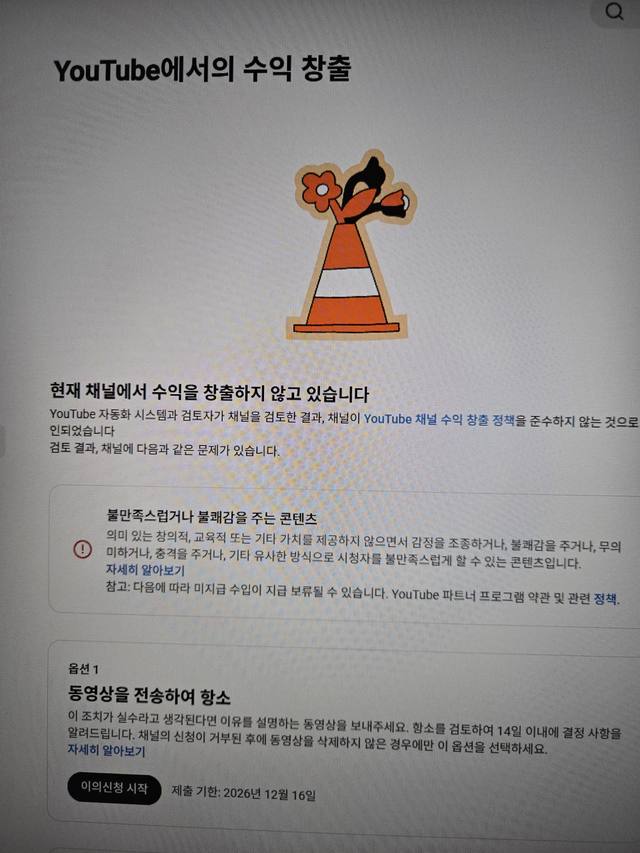 YouTube에서의 수익 창출
현재 채널에서 수익을 창출하지 않고 있습니다
YouTube 자동화 시스템과 검토자가 채널을 검토한 결과, 채널이 YouTube 채널 수익 창출 정책을 준수하지 않는 것으로
인되었습니다
검토 결과, 채널에 다음과 같은 문제가 있습니다.
불만족스럽거나 불쾌감을 주는 콘텐츠
의미 있는 창의적, 교육적 또는 기타 가치를 제공하지 않으면서 감정을 조종하거나, 불쾌감을 주거나, 무의
미하거나, 충격을 주거나, 기타 유사한 방식으로 시청자를 불만족스럽게 할 수 있는 콘텐츠입니다.
자세히 알아보기
참고: 다음에 따라 미지급 수입이 지급 보류될 수 있습니다. YouTube 파트너 프로그램 약관 및 관련 정책.
옵션 1
동영상을 전송하여 항소
이 조치가 실수라고 생각된다면 이유를 설명하는 동영상을 보내주세요. 항소를 검토하여 14일 이내에 결정 사항을
알려드립니다. 채널의 신청이 거부된 후에 동영상을 삭제하지 않은 경우에만 이 옵션을 선택하세요.
자세히 알아보기
이의신청 시작
제출 기한: 2026년 12월 16일